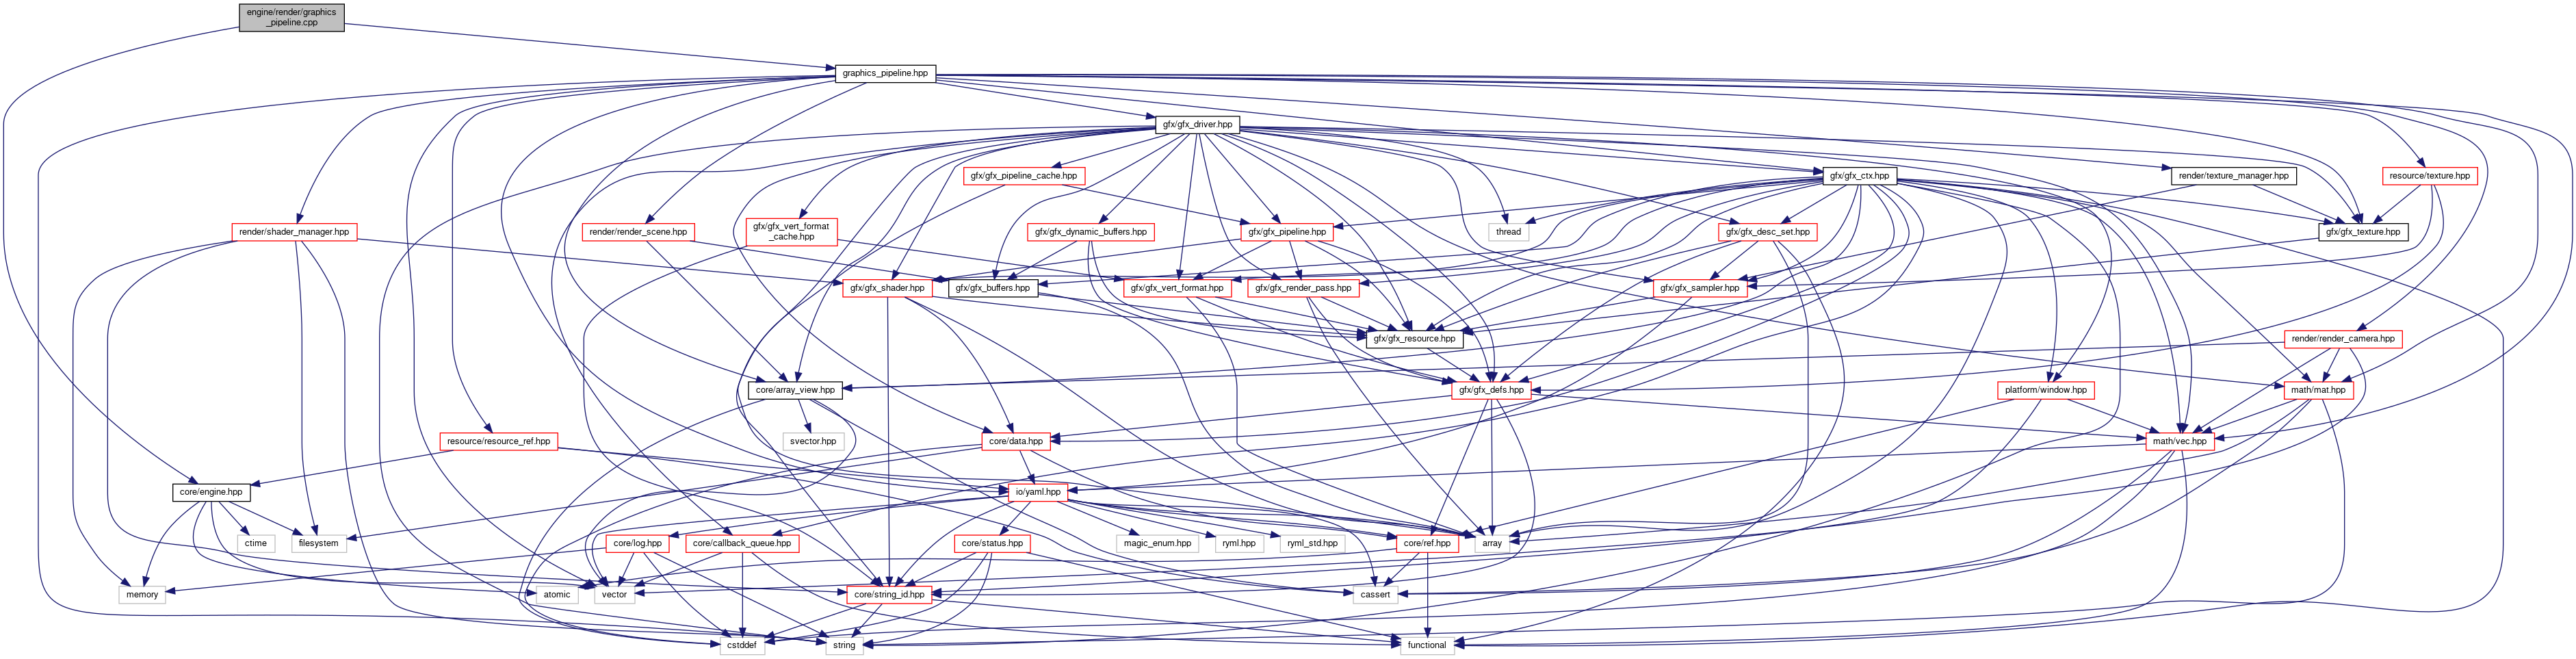 engine/render/graphics
_pipeline.cpp
graphics_pipeline.hpp
gfx/gfx_driver.hpp
gfx/gfx_pipeline_cache.hpp
gfx/gfx_ctx.hpp
render/texture_manager.hpp
resource/texture.hpp
render/shader_manager.hpp
render/render_scene.hpp
gfx/gfx_vert_format
_cache.hpp
gfx/gfx_dynamic_buffers.hpp
gfx/gfx_pipeline.hpp
thread
gfx/gfx_desc_set.hpp
gfx/gfx_texture.hpp
gfx/gfx_shader.hpp
gfx/gfx_buffers.hpp
gfx/gfx_vert_format.hpp
gfx/gfx_render_pass.hpp
gfx/gfx_sampler.hpp
gfx/gfx_resource.hpp
render/render_camera.hpp
core/array_view.hpp
gfx/gfx_defs.hpp
platform/window.hpp
math/mat.hpp
resource/resource_ref.hpp
svector.hpp
core/data.hpp
math/vec.hpp
core/engine.hpp
io/yaml.hpp
ctime
filesystem
core/log.hpp
core/callback_queue.hpp
core/status.hpp
magic_enum.hpp
ryml.hpp
ryml_std.hpp
core/ref.hpp
array
memory
atomic
vector
core/string_id.hpp
cassert
cstddef
string
functional